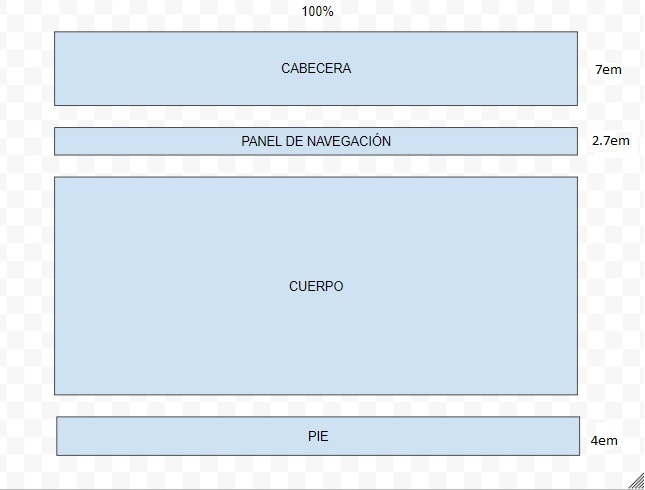 100%
CABECERA
7em
PANEL DE NAVEGACIÓN
2.7em
CUERPO
PIE
4em